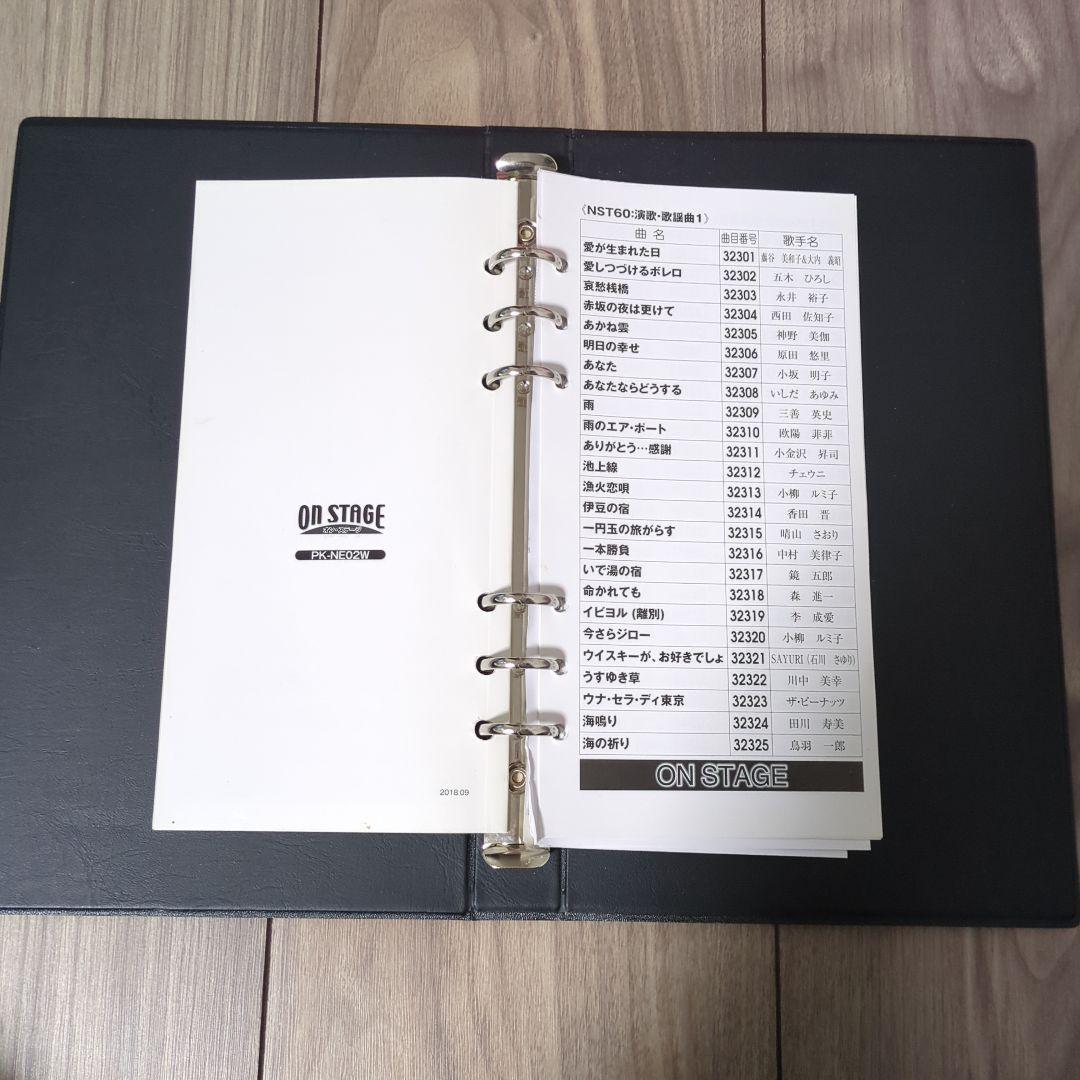 ON STAGE
オン・ステージ
PK-NE02W
2018.09
〈NST60:演歌・歌謡曲1〉
曲 名 曲目番号 歌手名
愛が生まれた日 32301 藤谷 美和子&大内 義昭
愛しつづけるボレロ 32302 五木 ひろし
哀愁桟橋 32303 永井 裕子
赤坂の夜は更けて 32304 西田 佐知子
あかね雲 32305 神野 美伽
明日の幸せ 32306 原田 悠里
あなた 32307 小坂 明子
あなたならどうする 32308 いしだ あゆみ
雨 32309 三善 英史
雨のエア・ポート 32310 欧陽 菲菲
ありがとう…感謝 32311 小金沢 昇司
池上線 32312 チェウニ
漁火恋唄 32313 小柳 ルミ子
伊豆の宿 32314 香田 晋
一円玉の旅がらす 32315 晴山 さおり
一本勝負 32316 中村 美律子
いで湯の宿 32317 鏡 五郎
命かれても 32318 森 進一
イビヨル (離別) 32319 李 成愛
今さらジロー 32320 小柳 ルミ子
ウイスキーが、お好きでしょ 32321 SAYURI (石川 さゆり)
うすゆき草 32322 川中 美幸
ウナ・セラ・ディ東京 32323 ザ・ピーナッツ
海鳴り 32324 田川 寿美
海の祈り 32325 鳥羽 一郎
ON STAGE